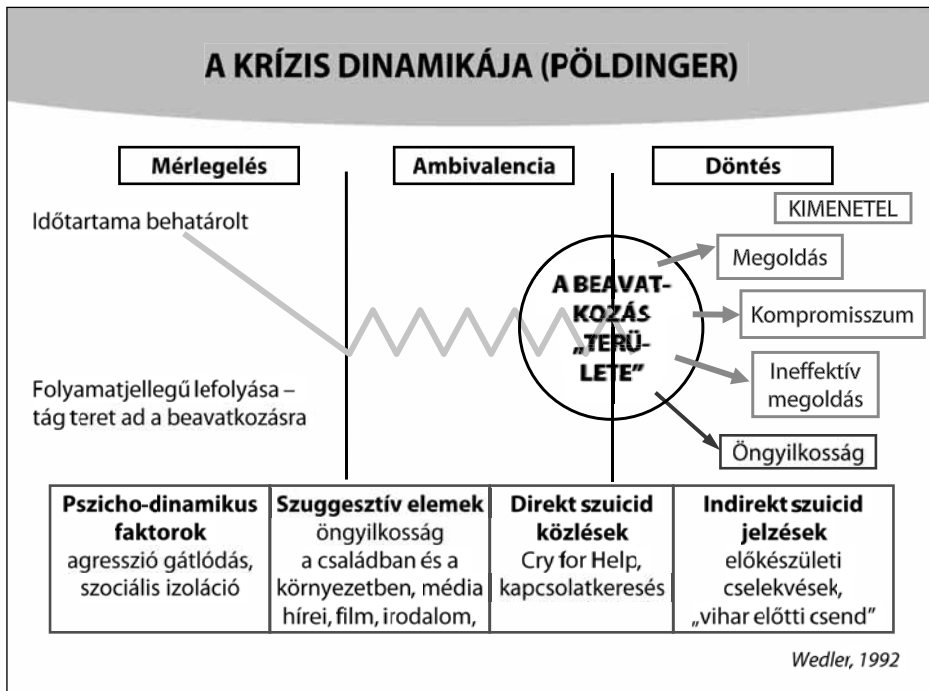 A KRÍZIS DINAMIKÁJA (PÖLDINGER)
Mérlegelés
Ambivalencia
Döntés
Időtartama behatárolt
KIMENETEL
Megoldás
A BEAVAT-
KOZÁS
„TERÜ-
LETE”
Kompromisszum
Ineffektív
megoldás
Folyamatjellegű lefolyása –
tág teret ad a beavatkozásra
Öngyilkosság
Pszicho-dinamikus
faktorok
agresszió gátlódás,
szociális izoláció
Szuggesztív elemek
öngyilkosság
a családban és a
környezetben, média
hírei, film, irodalom,
Direkt szuicid
közlések
Cry for Help,
kapcsolatkeresés
Indirekt szuicid
jelzések
előkészületi
cselekvések,
„vihar előtti csend”
Wedler, 1992